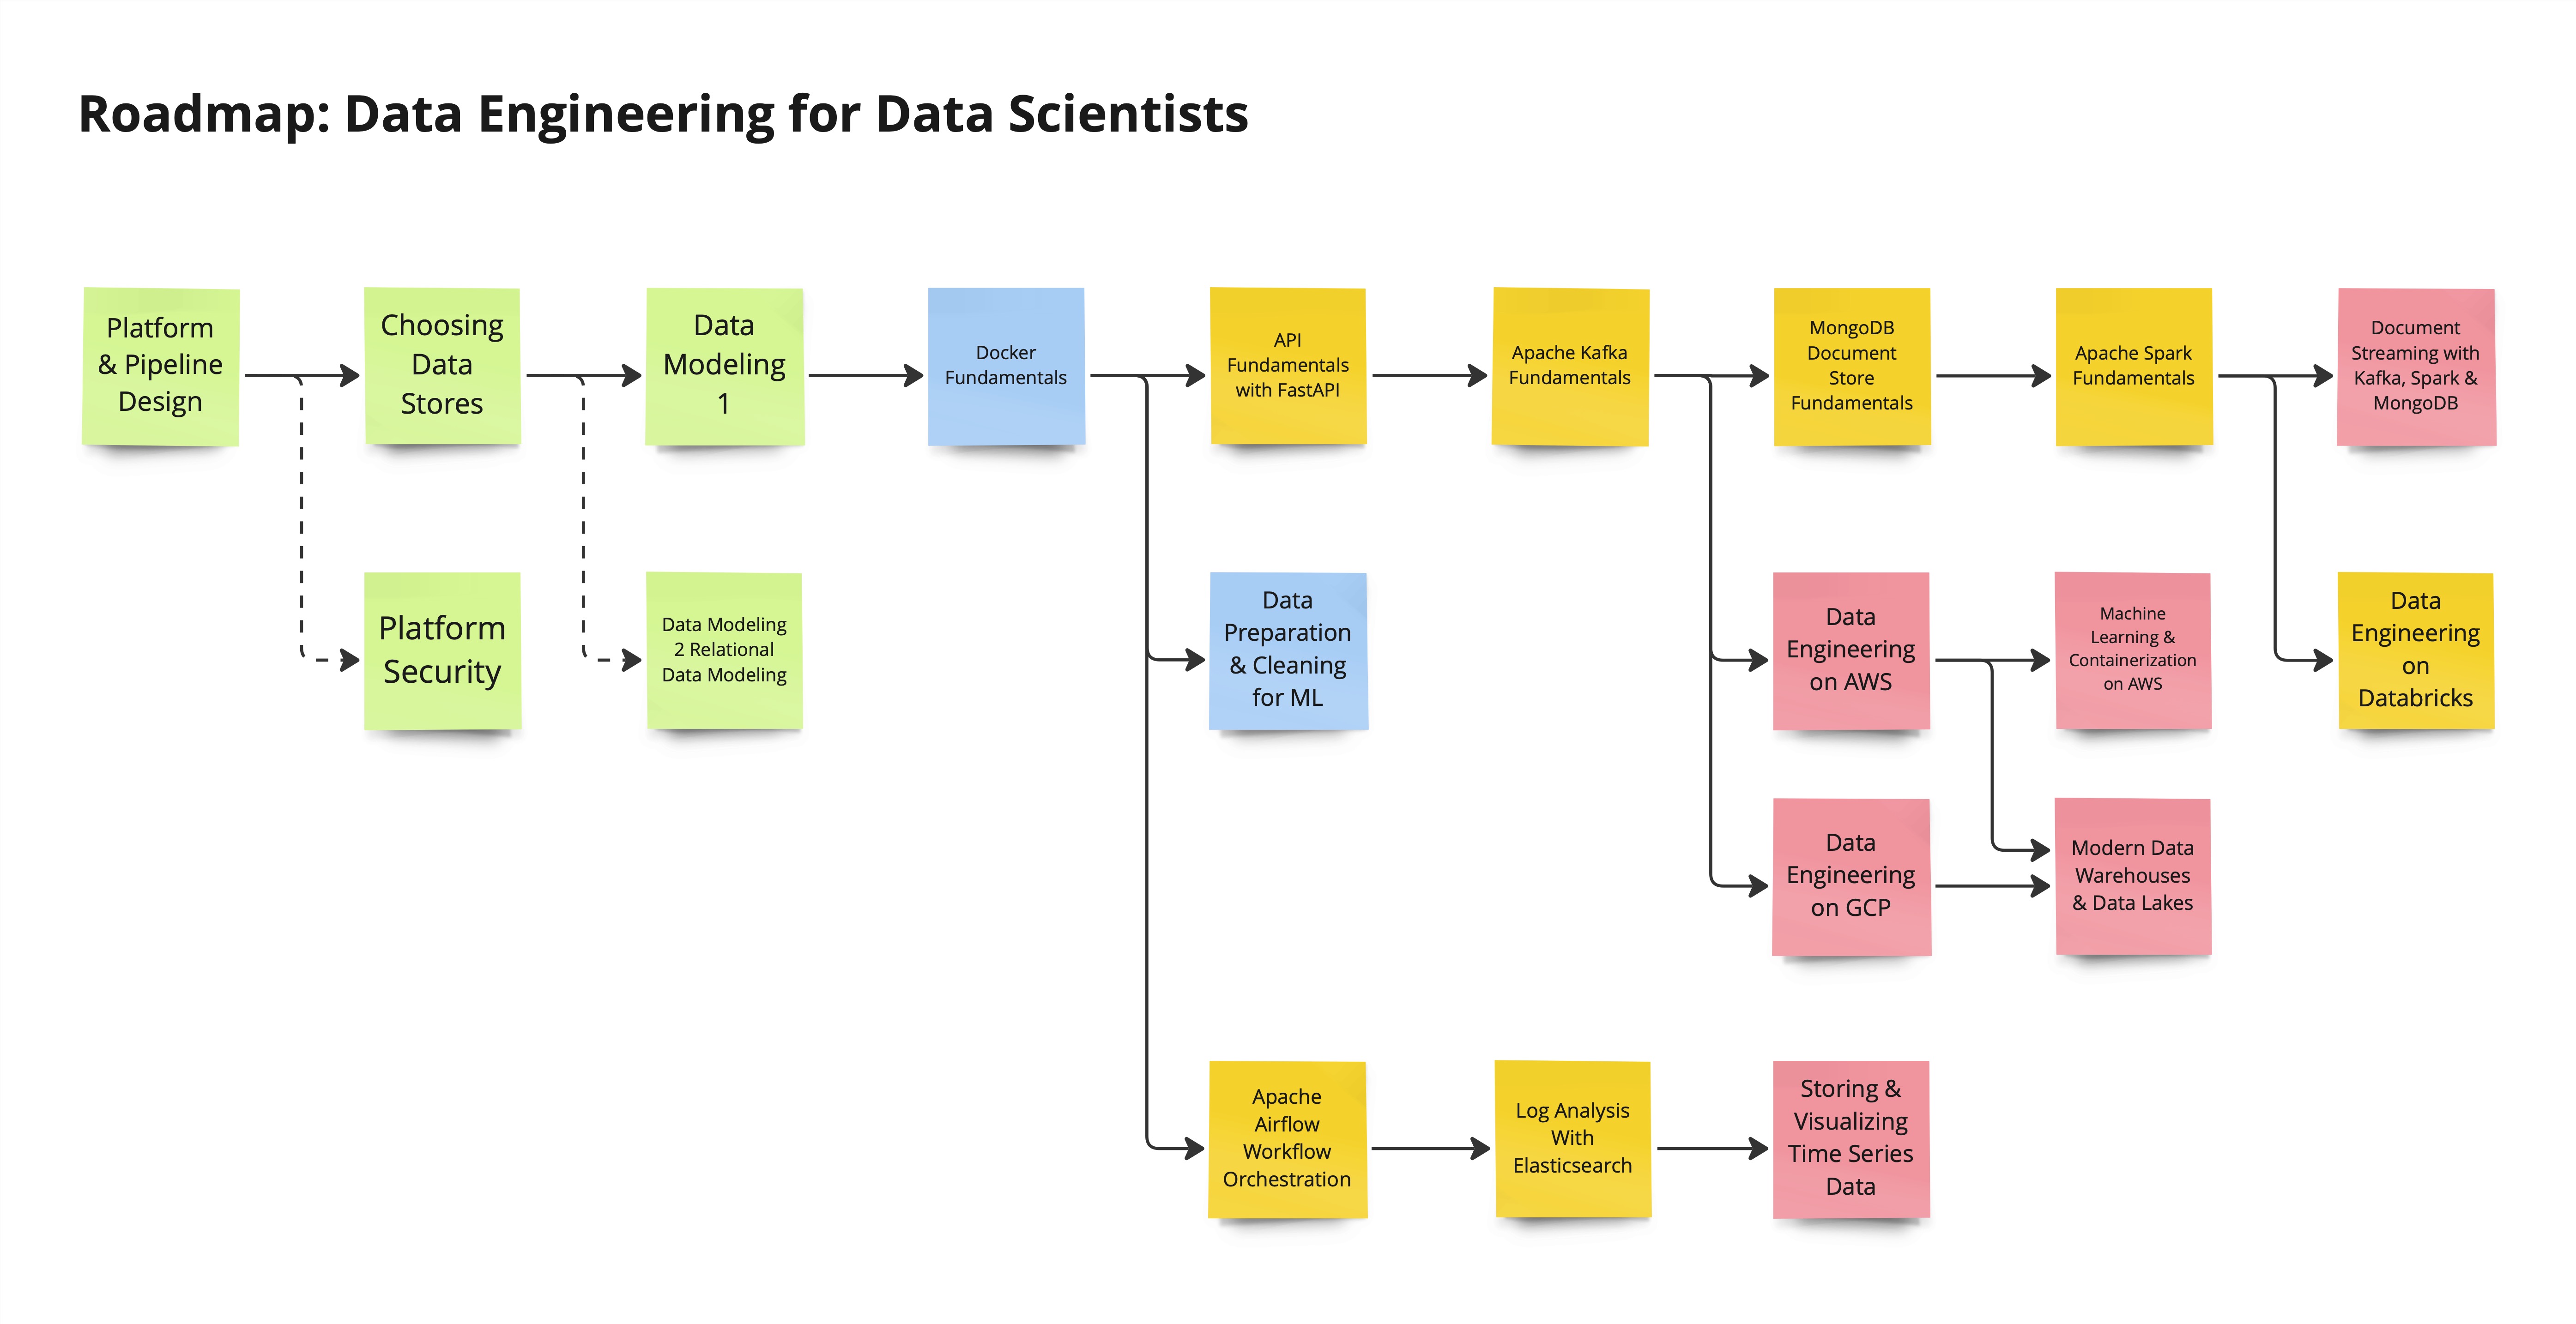 Roadmap: Data Engineering for Data Scientists
Platform
& Pipeline
Design
Choosing
Data
Stores
Data
Modeling
1
Docker
Fundamentals
API
Fundamentals
with FastAPI
Apache Kafka
Fundamentals
MongoDB
Document
Store
Fundamentals
Apache Spark
Fundamentals
Document
Streaming with
Kafka, Spark &
MongoDB
Platform
Security
Data Modeling
2 Relational
Data Modeling
Data
Preparation
& Cleaning
for ML
Data
Engineering
on AWS
Machine
Learning &
Containerization
on AWS
Data
Engineering
on
Databricks
Data
Engineering
on GCP
Modern Data
Warehouses
& Data Lakes
Apache
Airflow
Workflow
Orchestration
Log Analysis
With
Elasticsearch
Storing &
Visualizing
Time Series
Data